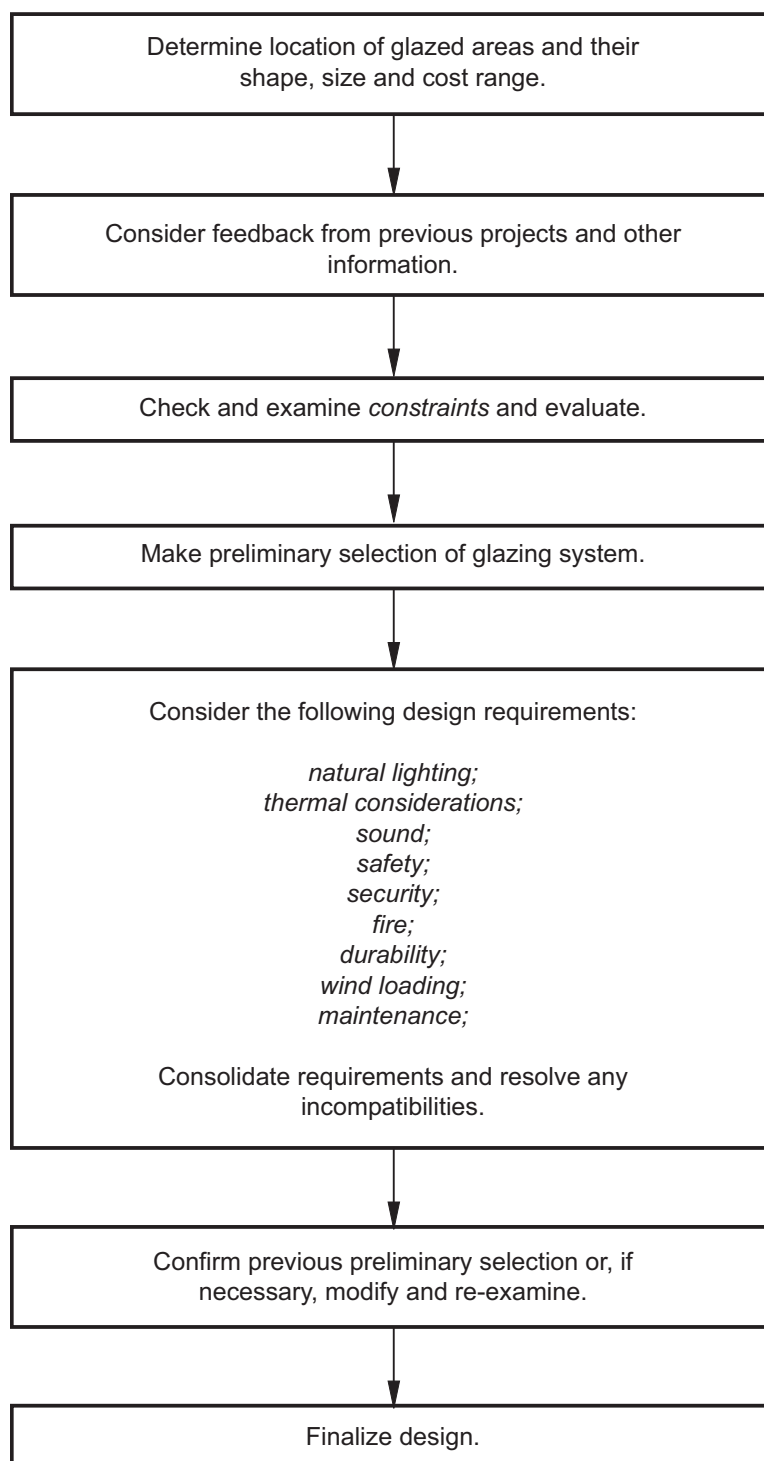 Determine location of glazed areas and their
shape, size and cost range.
Consider feedback from previous projects and other
information.
Check and examine constraints and evaluate.
Make preliminary selection of glazing system.
Consider the following design requirements:
natural lighting;
thermal considerations;
sound;
safety;
security;
fire;
durability;
wind loading;
maintenance;
Consolidate requirements and resolve any
incompatibilities.
Confirm previous preliminary selection or, if
necessary, modify and re-examine.
Finalize design.